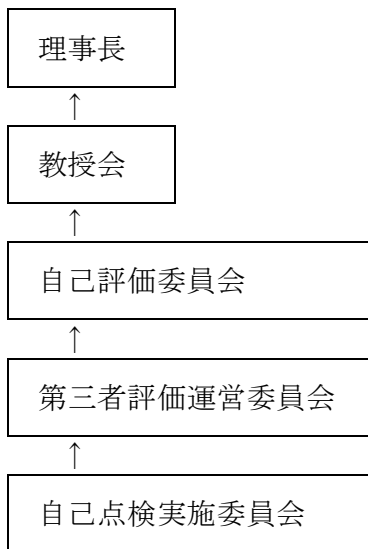 理事長
↑
教授会
↑
自己評価委員会
↑
第三者評価運営委員会
↑
自己点検実施委員会